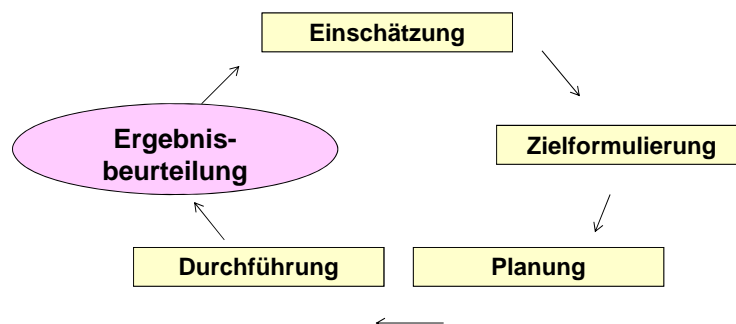 Einschätzung
Zielformulierung
Planung
Durchführung
Ergebnis-
beurteilung